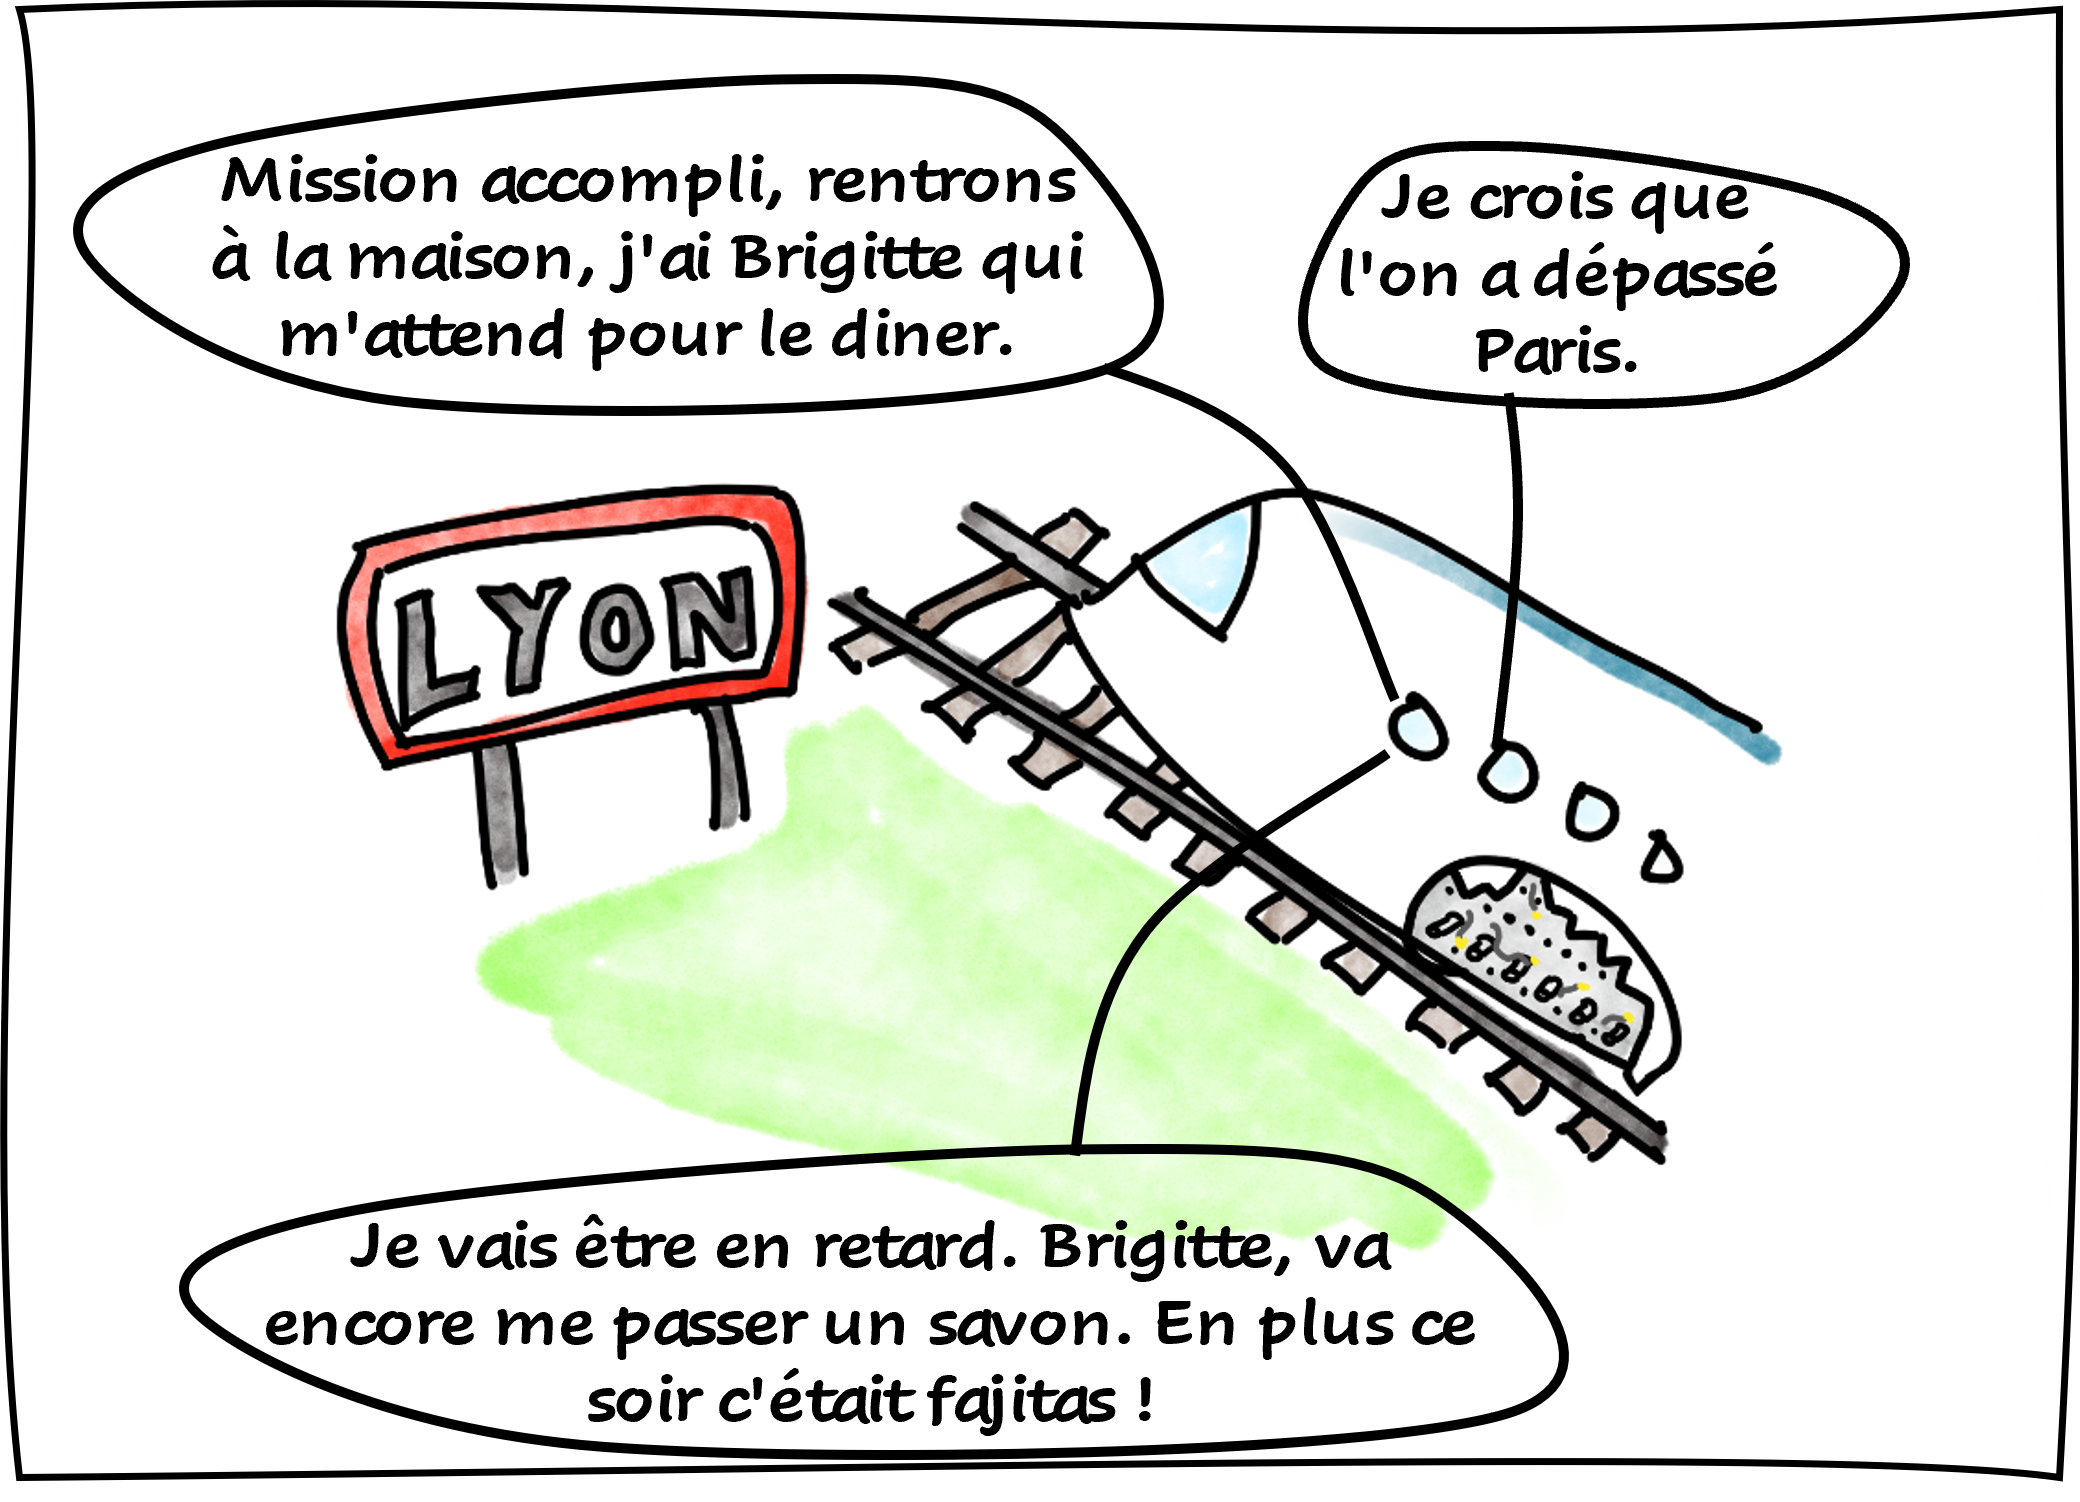 Mission accompli, rentrons
à la maison, j'ai Brigitte qui
m'attend pour le diner.
Je crois que
l'on a dépassé
Paris.
LYON
Je vais être en retard. Brigitte, va
encore me passer un savon. En plus ce
soir c'était fajitas !